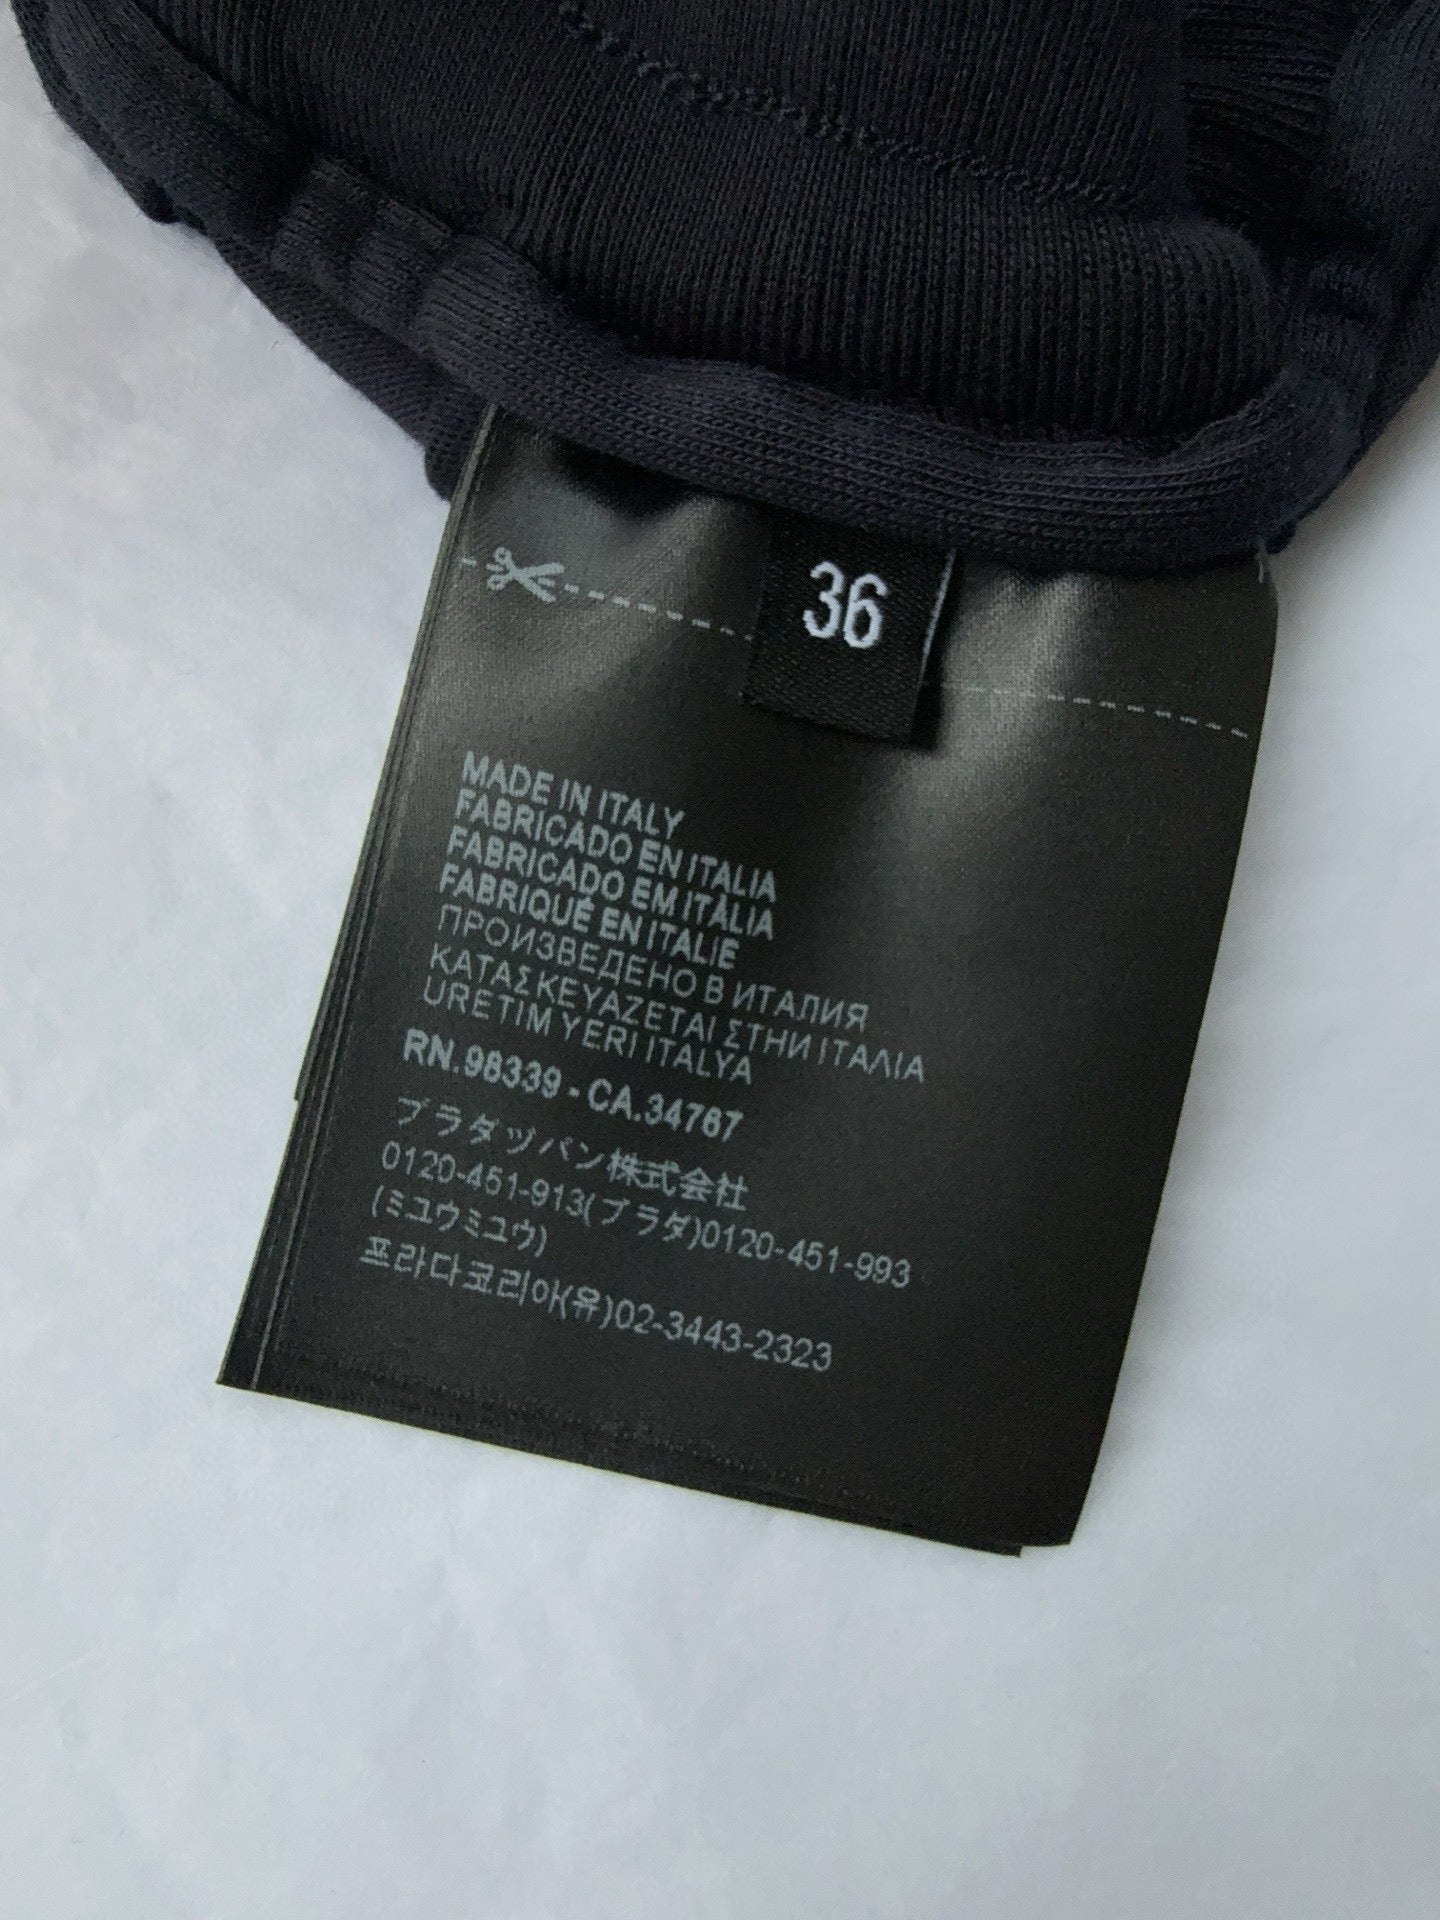 36
MADE IN ITALY
FABRICADO EN ITALIA
FABRICADO EM ITÁLIA
FABRIQUÉ EN ITALIE
ПРОИЗВЕДЕНО В ИТАЛИЯ
ΚΑΤΑΣΚΕΥΑΖΕΤΑΙ ΣΤΗИ ΙΤΑΛΙΑ
URETIM YERI ITALYA
RN.98339 - CA.34767
プラダヅパン株式会社
0120-451-913(プラダ)0120-451-993
(ミユウミユウ)
프라다코리아(유)02-3443-2323